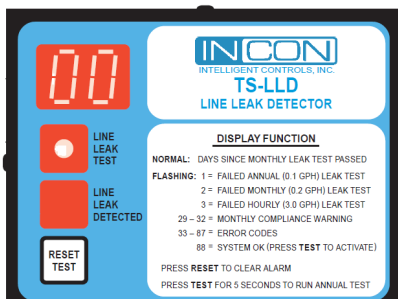 00
INCON
INTELLIGENT CONTROLS, INC.
TS-LLD
LINE LEAK DETECTOR
LINE
LEAK
TEST
LINE
LEAK
DETECTED
RESET
TEST
DISPLAY FUNCTION
NORMAL: DAYS SINCE MONTHLY LEAK TEST PASSED
FLASHING: 1 = FAILED ANNUAL (0.1 GPH) LEAK TEST
2 = FAILED MONTHLY (0.2 GPH) LEAK TEST
3 = FAILED HOURLY (3.0 GPH) LEAK TEST
29 – 32 = MONTHLY COMPLIANCE WARNING
33 – 87 = ERROR CODES
88 = SYSTEM OK (PRESS TEST TO ACTIVATE)
PRESS RESET TO CLEAR ALARM
PRESS TEST FOR 5 SECONDS TO RUN ANNUAL TEST